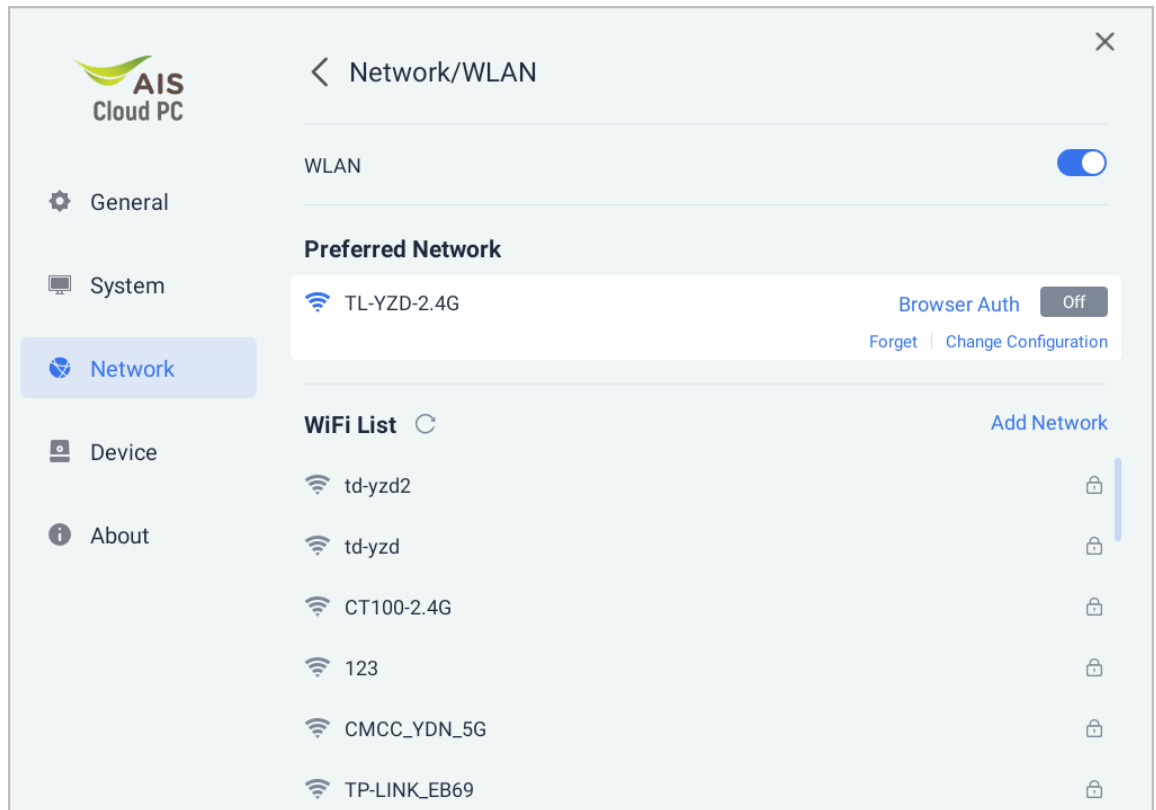 AIS
Cloud PC
General
System
Network
Device
About
Network/WLAN
WLAN
Preferred Network
TL-YZD-2.4G
Browser Auth Off
Forget Change Configuration
WiFi List Add Network
td-yzd2
td-yzd
CT100-2.4G
123
CMCC_YDN_5G
TP-LINK_EB69